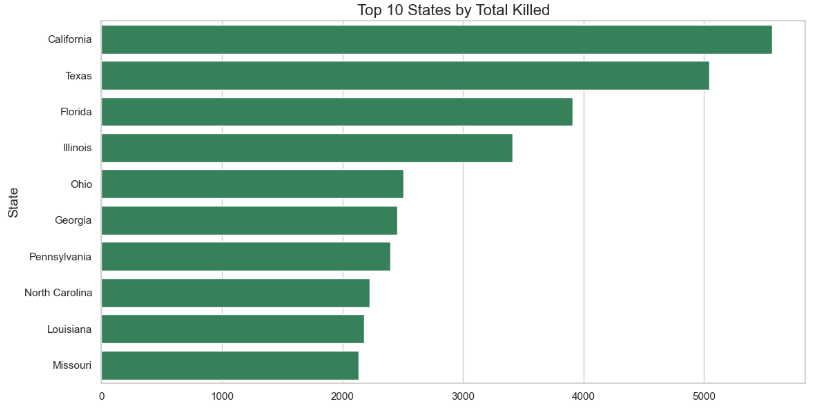 Top 10 States by Total Killed
State
California
Texas
Florida
Illinois
Ohio
Georgia
Pennsylvania
North Carolina
Louisiana
Missouri
0 1000 2000 3000 4000 5000